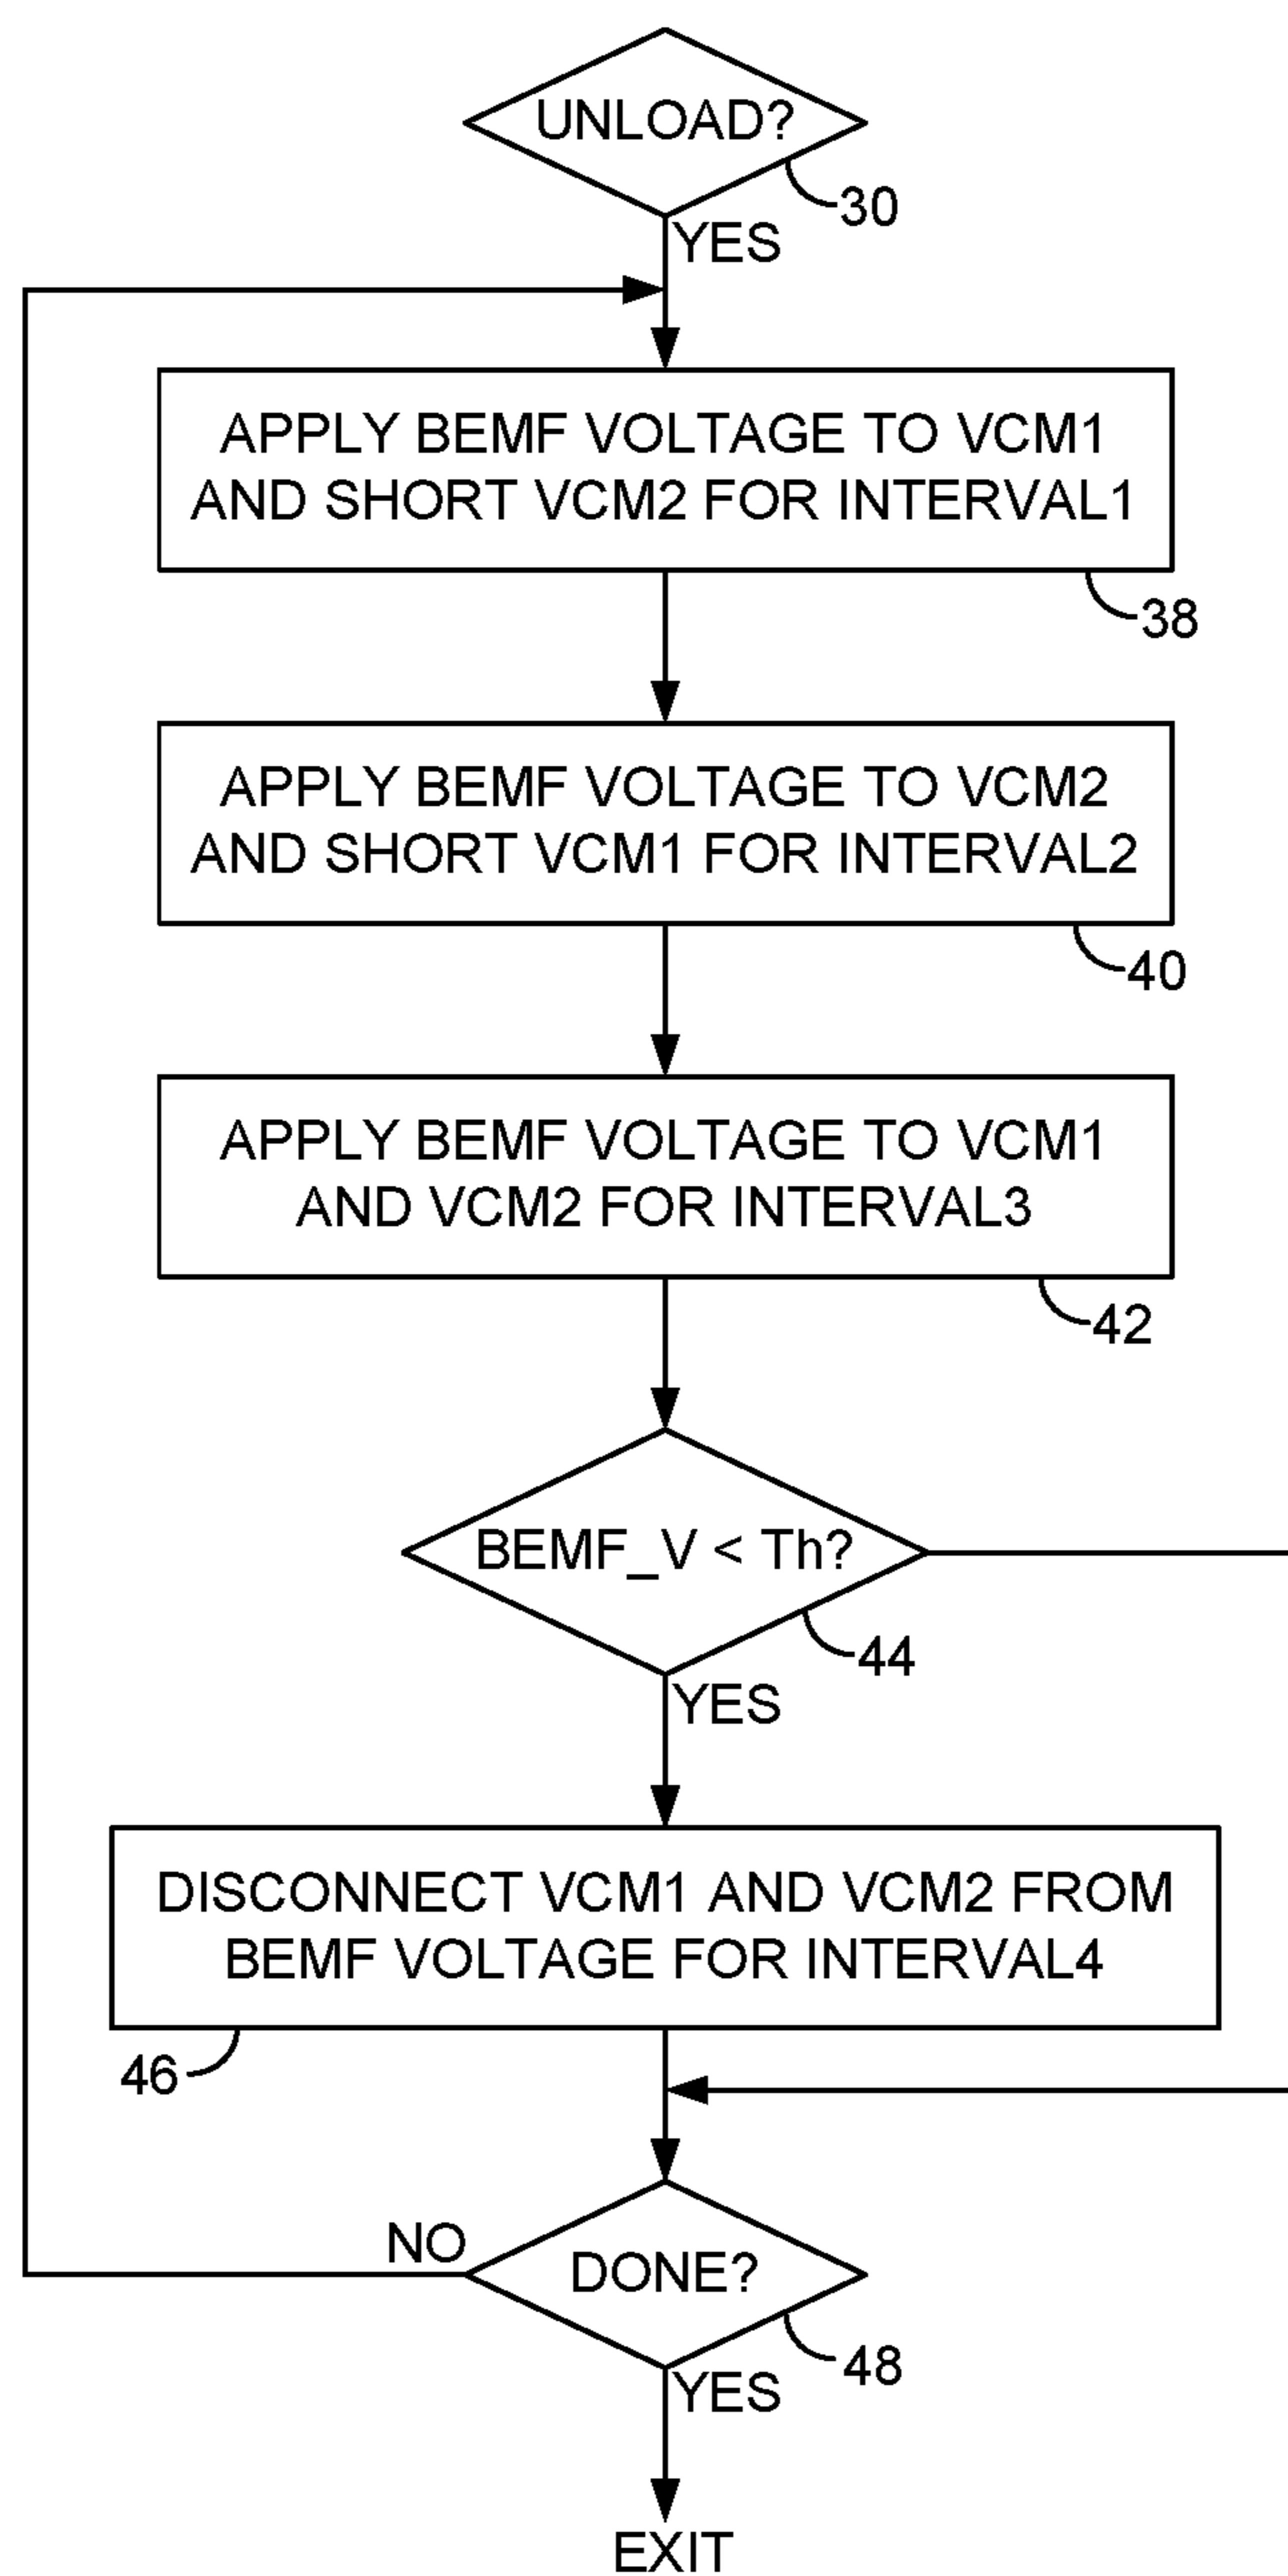 UNLOAD?
30
YES
APPLY BEMF VOLTAGE TO VCM1
AND SHORT VCM2 FOR INTERVAL1
38
APPLY BEMF VOLTAGE TO VCM2
AND SHORT VCM1 FOR INTERVAL2
40
APPLY BEMF VOLTAGE TO VCM1
AND VCM2 FOR INTERVAL3
42
BEMF_V < Th?
44
YES
DISCONNECT VCM1 AND VCM2 FROM
BEMF VOLTAGE FOR INTERVAL4
46
NO
DONE?
48
YES
EXIT